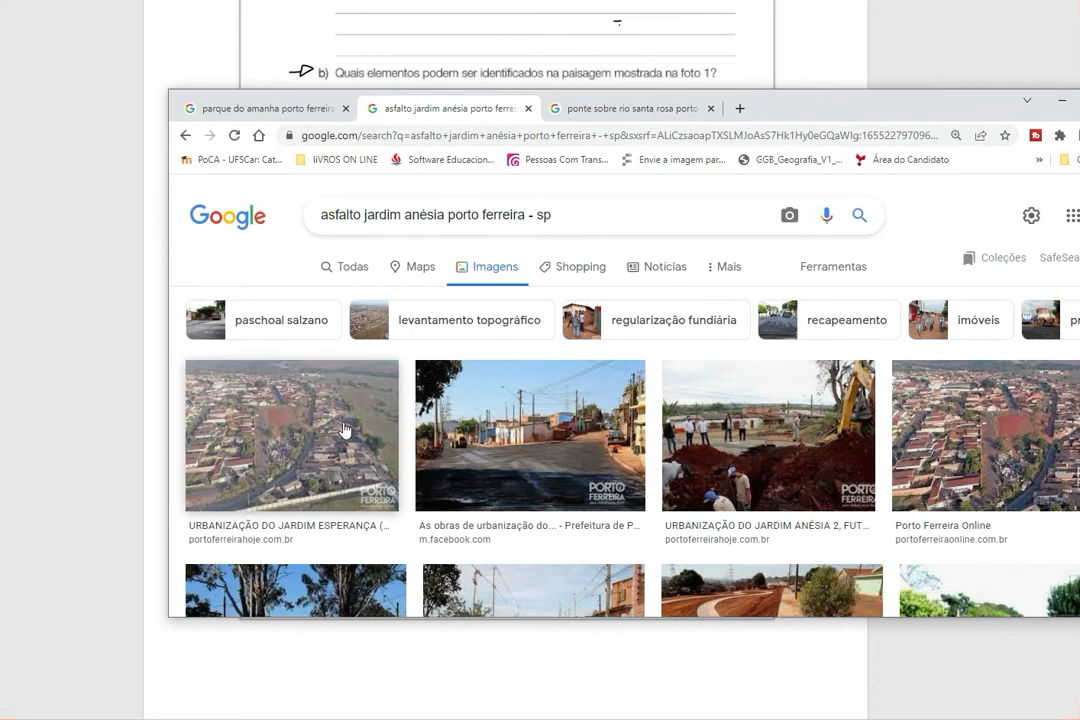 b) Quais elementos podem ser identificados na paisagem mostrada na foto 1?
parque do amanha porto ferreira
asfalto jardim anésia porto ferre
ponte sobre rio santa rosa porto
google.com/search?q=asfalto+jardim+anésia+porto+ferreira+-+sp&sxsrf=ALiCzsaoapTXSLMJoAsS7Hk1Hy0eGQaWIg:165522797096...
PoCA - UFSCar: Cat...
liVROS ON LINE
Software Educacion...
Pessoas Com Trans...
Envie a imagem par...
GGB_Geografia_V1_...
Área do Candidato
»
Google
asfalto jardim anésia porto ferreira - sp
Todas
Maps
Imagens
Shopping
Notícias
Mais
Ferramentas
Coleções
SafeSea
paschoal salzano
levantamento topográfico
regularização fundiária
recapeamento
imóveis
PORTO FERREIRA
PORTO FERREIRA
PORTO
URBANIZAÇÃO DO JARDIM ESPERANÇA (...
portoferreirahoje.com.br
As obras de urbanização do... - Prefeitura de P...
m.facebook.com
URBANIZAÇÃO DO JARDIM ANÉSIA 2, FUT...
portoferreirahoje.com.br
Porto Ferreira Online
portoferreiraonline.com.br